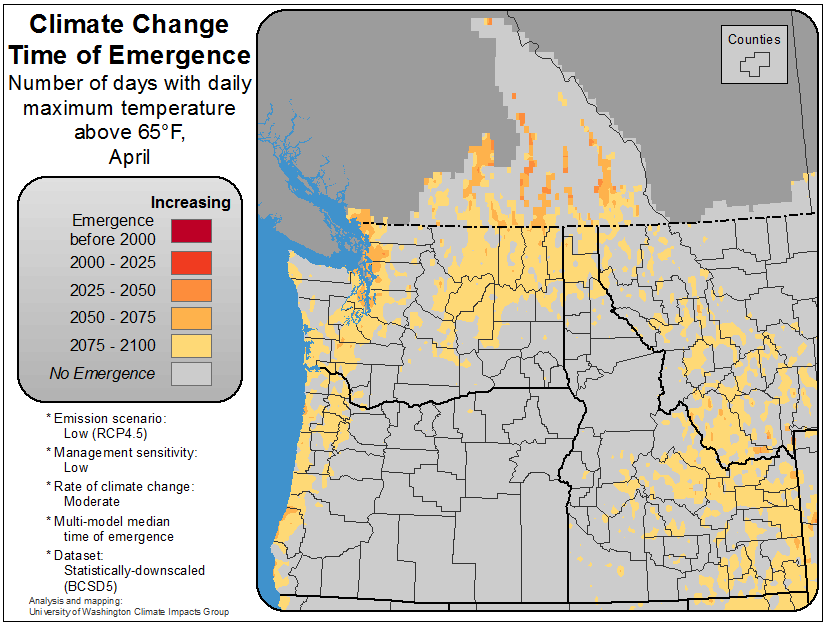 Climate Change
Time of Emergence
Number of days with daily
maximum temperature
above 65°F,
April
Increasing
Emergence
before 2000
2000 - 2025
2025 - 2050
2050 - 2075
2075 - 2100
No Emergence
* Emission scenario:
Low (RCP4.5)
* Management sensitivity:
Low
* Rate of climate change:
Moderate
* Multi-model median
time of emergence
* Dataset:
Statistically-downscaled
(BCSD5)
Analysis and mapping:
University of Washington Climate Impacts Group
Counties